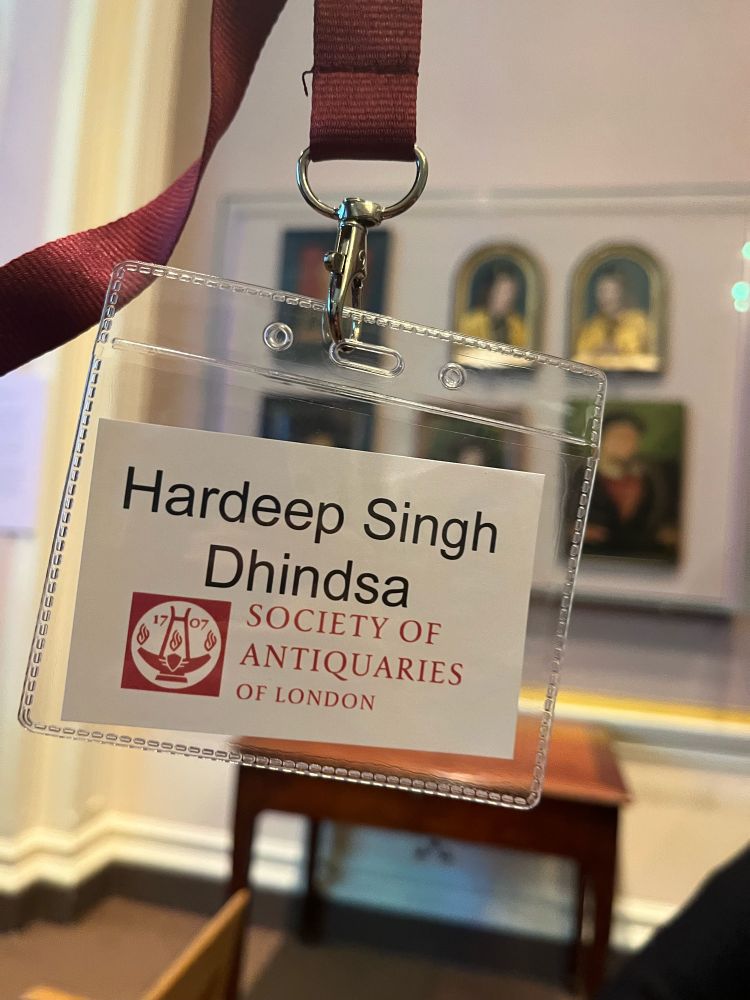 Hardeep Singh
Dhindsa
1707
SOCIETY OF
ANTIQUARIES
OF LONDON